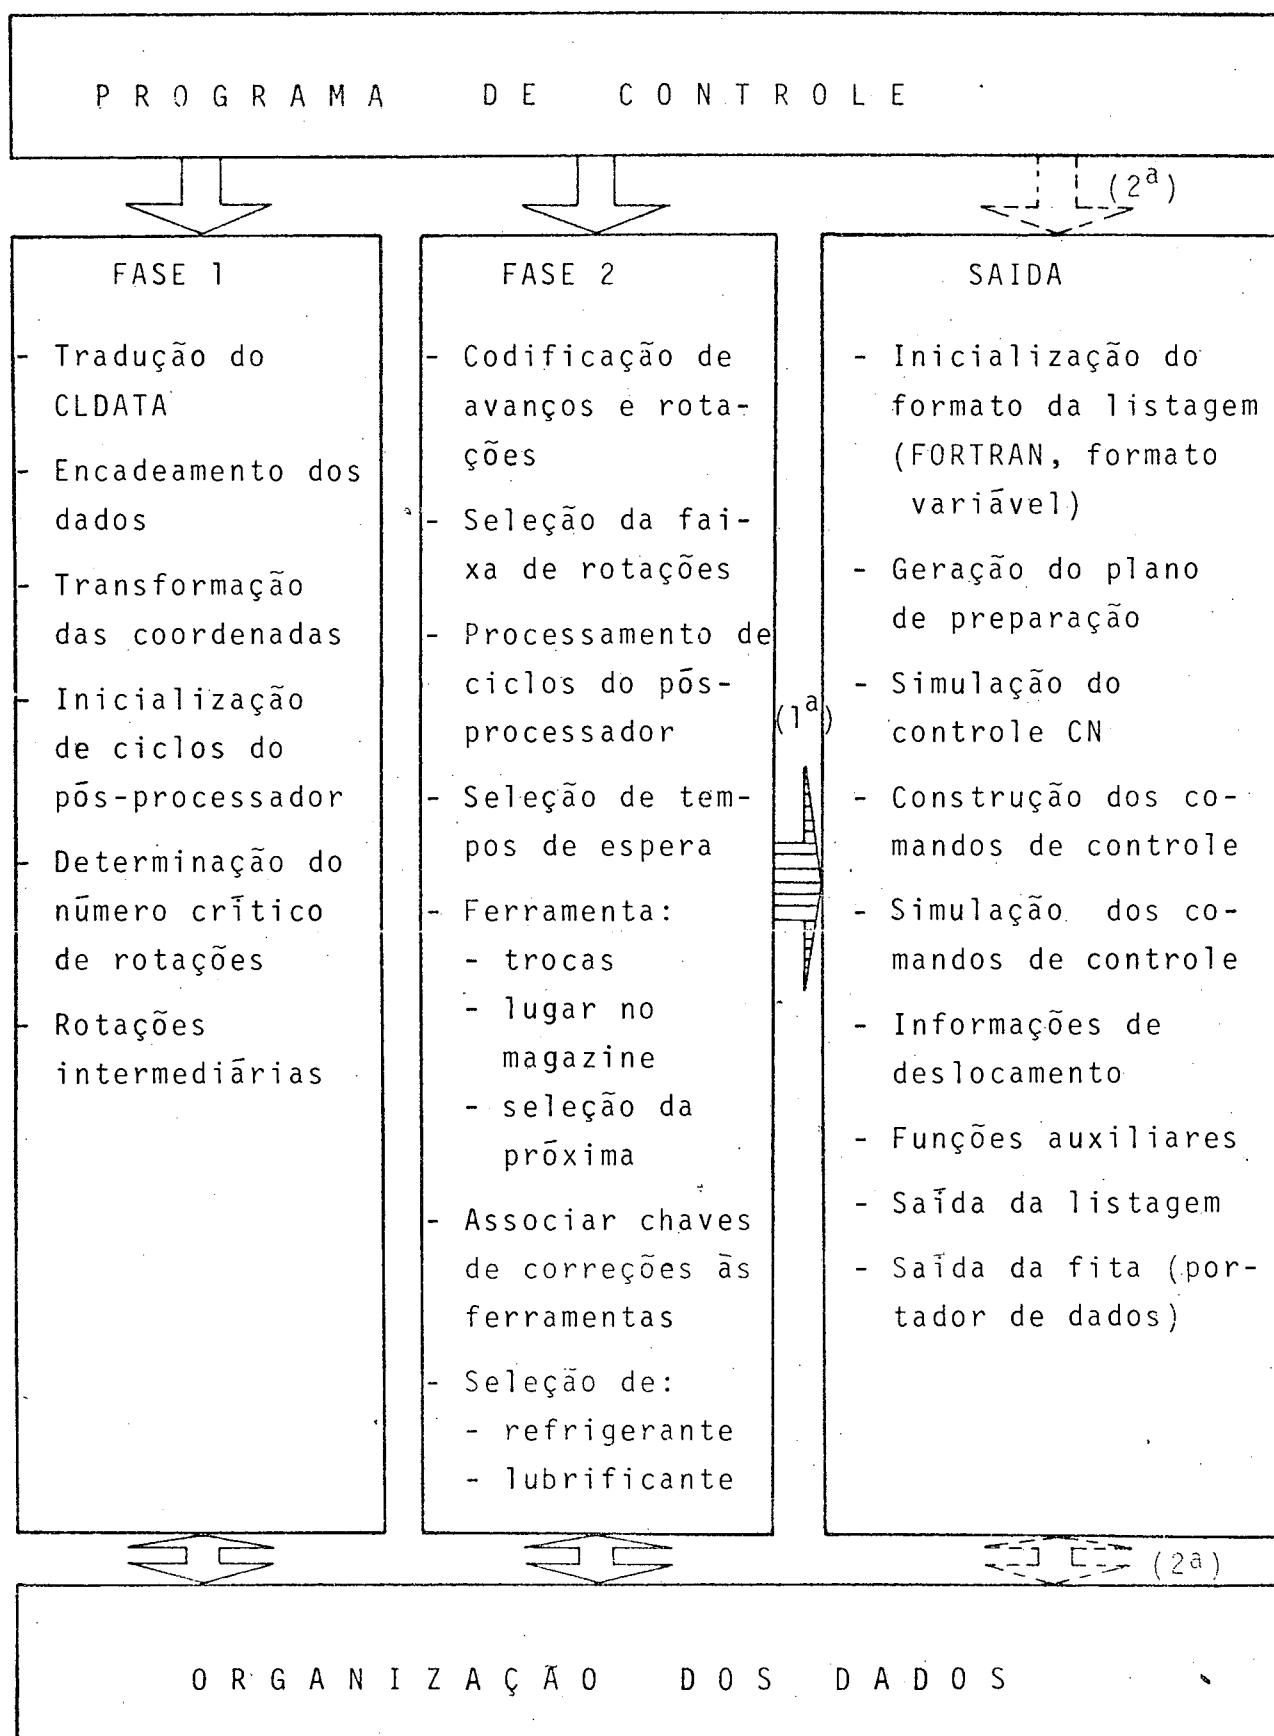 PROGRAMA DE CONTROLE
(2ª)
FASE 1
- Tradução do
CLDATA
- Encadeamento dos
dados
- Transformação
das coordenadas
- Inicialização
de ciclos do
pós-processador
- Determinação do
número crítico
de rotações
- Rotações
intermediárias
FASE 2
- Codificação de
avanços e rota-
ções
- Seleção da fai-
xa de rotações
- Processamento de
ciclos do pós-
processador
- Seleção de tem-
pos de espera
- Ferramenta:
- trocas
- lugar no
magazine
- seleção da
próxima
- Associar chaves
de correções às
ferramentas
- Seleção de:
- refrigerante
- lubrificante
(1ª)
SAIDA
- Inicialização do
formato da listagem
(FORTRAN, formato
variável)
- Geração do plano
de preparação
- Simulação do
controle CN
- Construção dos co-
mandos de controle
- Simulação dos co-
mandos de controle
- Informações de
deslocamento
- Funções auxiliares
- Saída da listagem
- Saída da fita (por-
tador de dados)
(2ª)
ORGANIZAÇÃO DOS DADOS